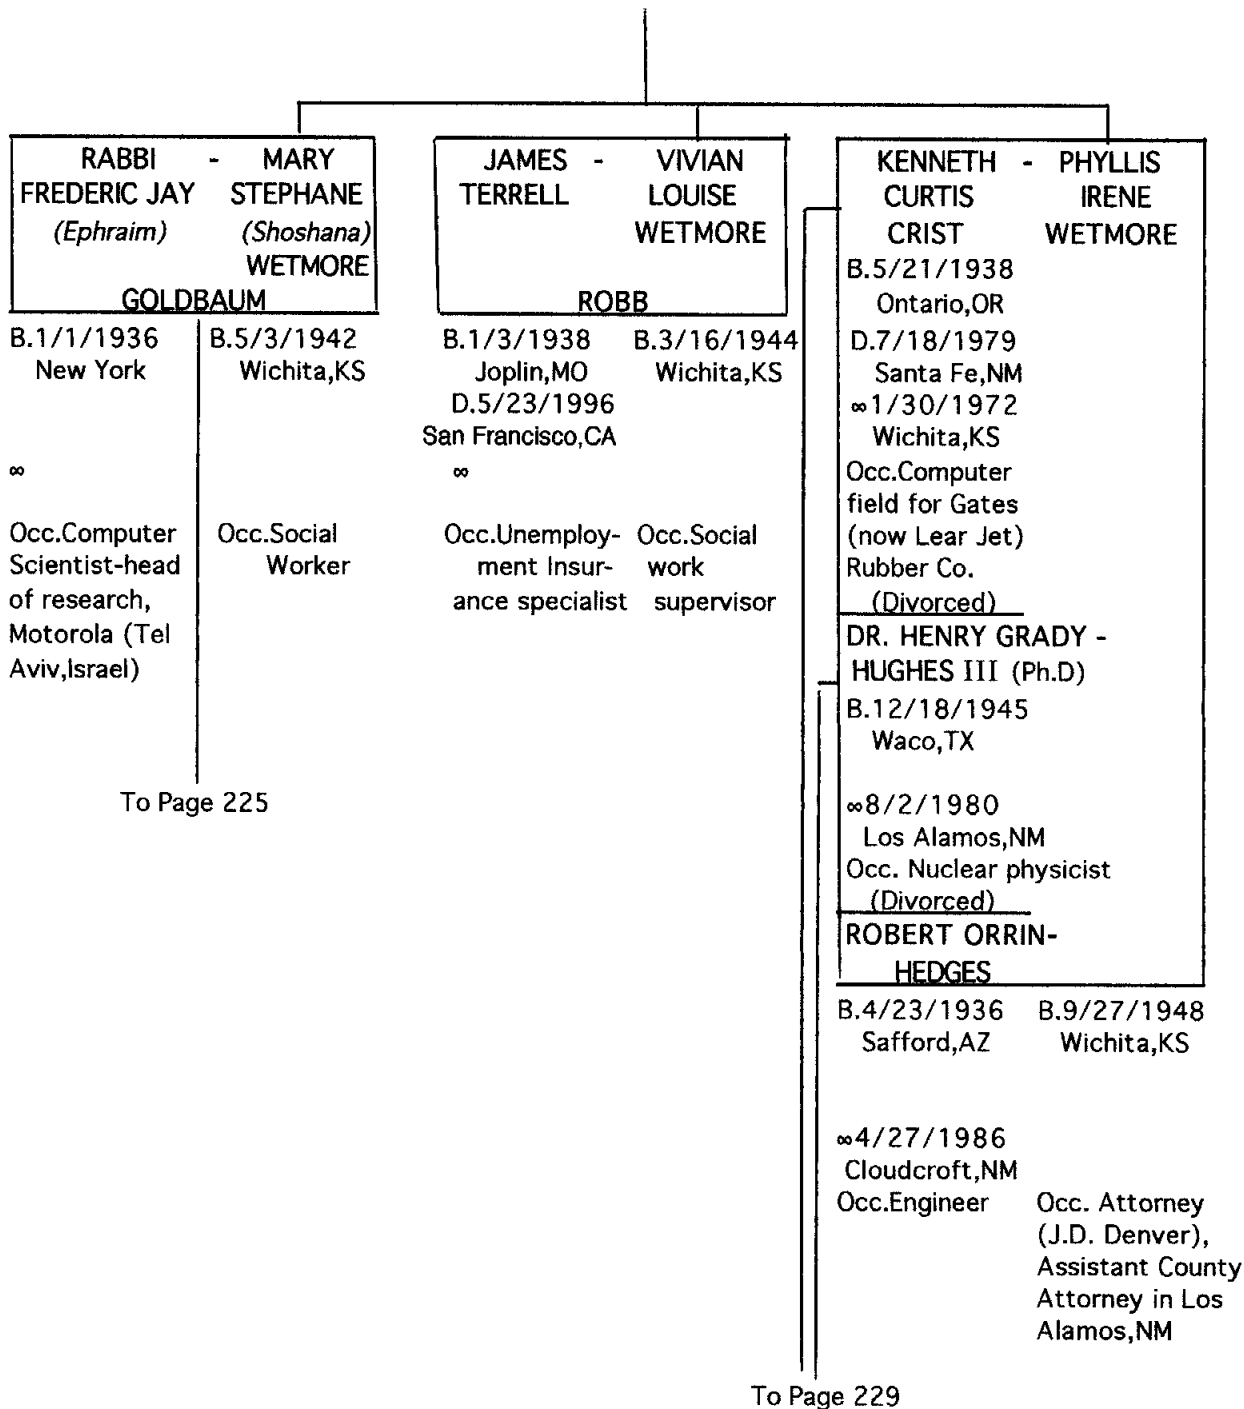 RABBI - MARY
FREDERIC JAY STEPHANE
(Ephraim) (Shoshana)
WETMORE
GOLDBAUM
B.1/1/1936 B.5/3/1942
New York Wichita,KS
∞
Occ.Computer Occ.Social
Scientist-head Worker
of research,
Motorola (Tel
Aviv,Israel)
To Page 225
JAMES - VIVIAN
TERRELL LOUISE
WETMORE
ROBB
B.1/3/1938 B.3/16/1944
Joplin,MO Wichita,KS
D.5/23/1996
San Francisco,CA
∞
Occ.Unemploy- Occ.Social
ment Insur- work
ance specialist supervisor
KENNETH - PHYLLIS
CURTIS IRENE
CRIST WETMORE
B.5/21/1938
Ontario,OR
D.7/18/1979
Santa Fe,NM
∞1/30/1972
Wichita,KS
Occ.Computer
field for Gates
(now Lear Jet)
Rubber Co.
(Divorced)
DR. HENRY GRADY -
HUGHES III (Ph.D)
B.12/18/1945
Waco,TX
∞8/2/1980
Los Alamos,NM
Occ. Nuclear physicist
(Divorced)
ROBERT ORRIN-
HEDGES
B.4/23/1936 B.9/27/1948
Safford,AZ Wichita,KS
∞4/27/1986
Cloudcroft,NM
Occ.Engineer Occ. Attorney
(J.D. Denver),
Assistant County
Attorney in Los
Alamos,NM
To Page 229